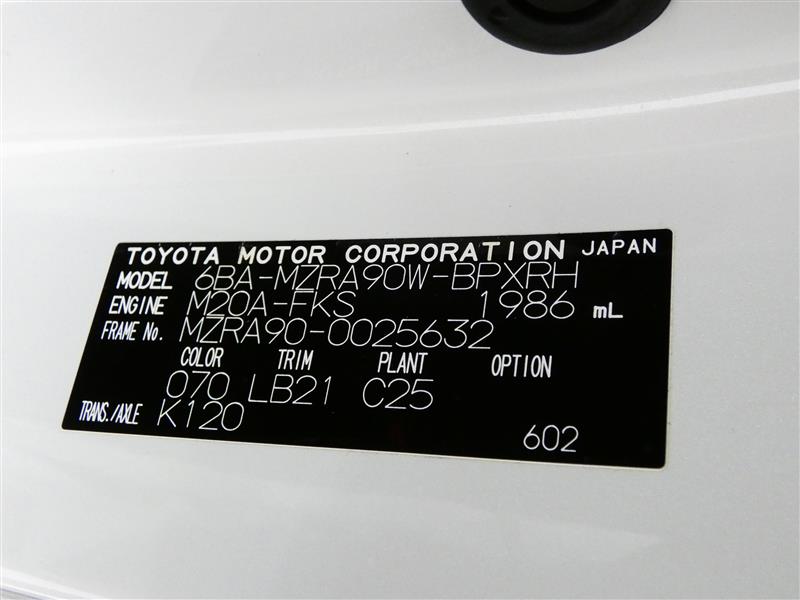 TOYOTA MOTOR CORPORATION JAPAN
MODEL 6BA-MZRA90W-BPXRH
ENGINE M20A-FKS 1986 mL
FRAME No. MZRA90-0025632
COLOR TRIM PLANT OPTION
070 LB21 C25
TRANS./AXLE K120
602